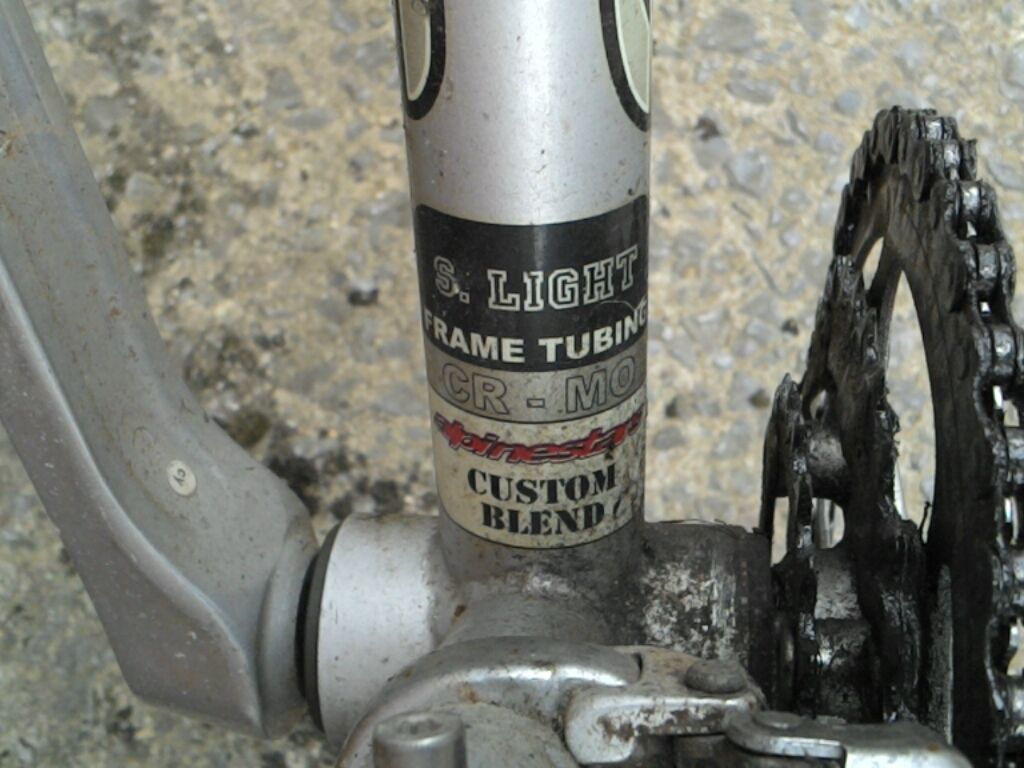 S. LIGHT
FRAME TUBING
CR - MO
alpinestars
CUSTOM
BLEND